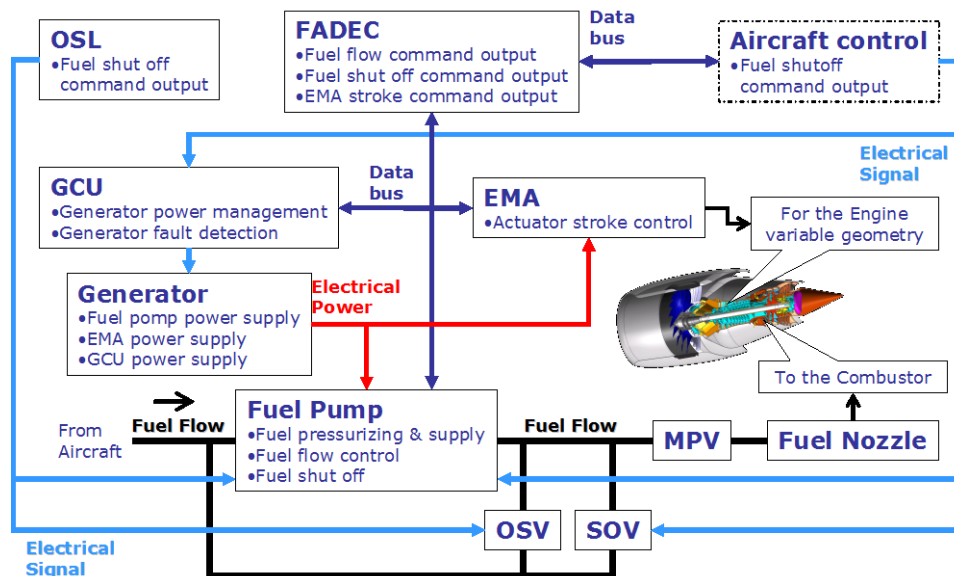 OSL
•Fuel shut off
command output
FADEC
•Fuel flow command output
•Fuel shut off command output
•EMA stroke command output
Data
bus
Aircraft control
•Fuel shutoff
command output
Electrical
Signal
GCU
•Generator power management
•Generator fault detection
Data
bus
EMA
•Actuator stroke control
For the Engine
variable geometry
Generator
•Fuel pomp power supply
•EMA power supply
•GCU power supply
Electrical
Power
To the Combustor
From
Aircraft
Fuel Flow
Fuel Pump
•Fuel pressurizing & supply
•Fuel flow control
•Fuel shut off
Fuel Flow
MPV
Fuel Nozzle
OSV
SOV
Electrical
Signal